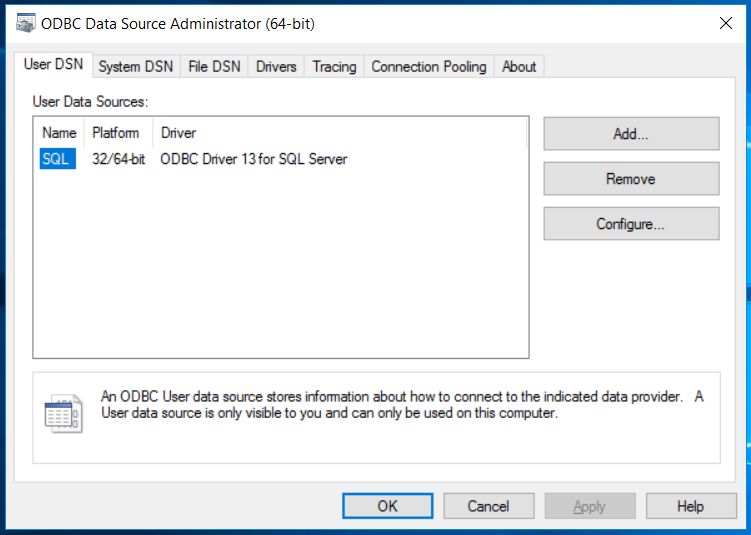 ODBC Data Source Administrator (64-bit)
User DSN System DSN File DSN Drivers Tracing Connection Pooling About
User Data Sources:
Name Platform Driver
SQL 32/64-bit ODBC Driver 13 for SQL Server
Add...
Remove
Configure...
An ODBC User data source stores information about how to connect to the indicated data provider. A
User data source is only visible to you and can only be used on this computer.
OK Cancel Apply Help